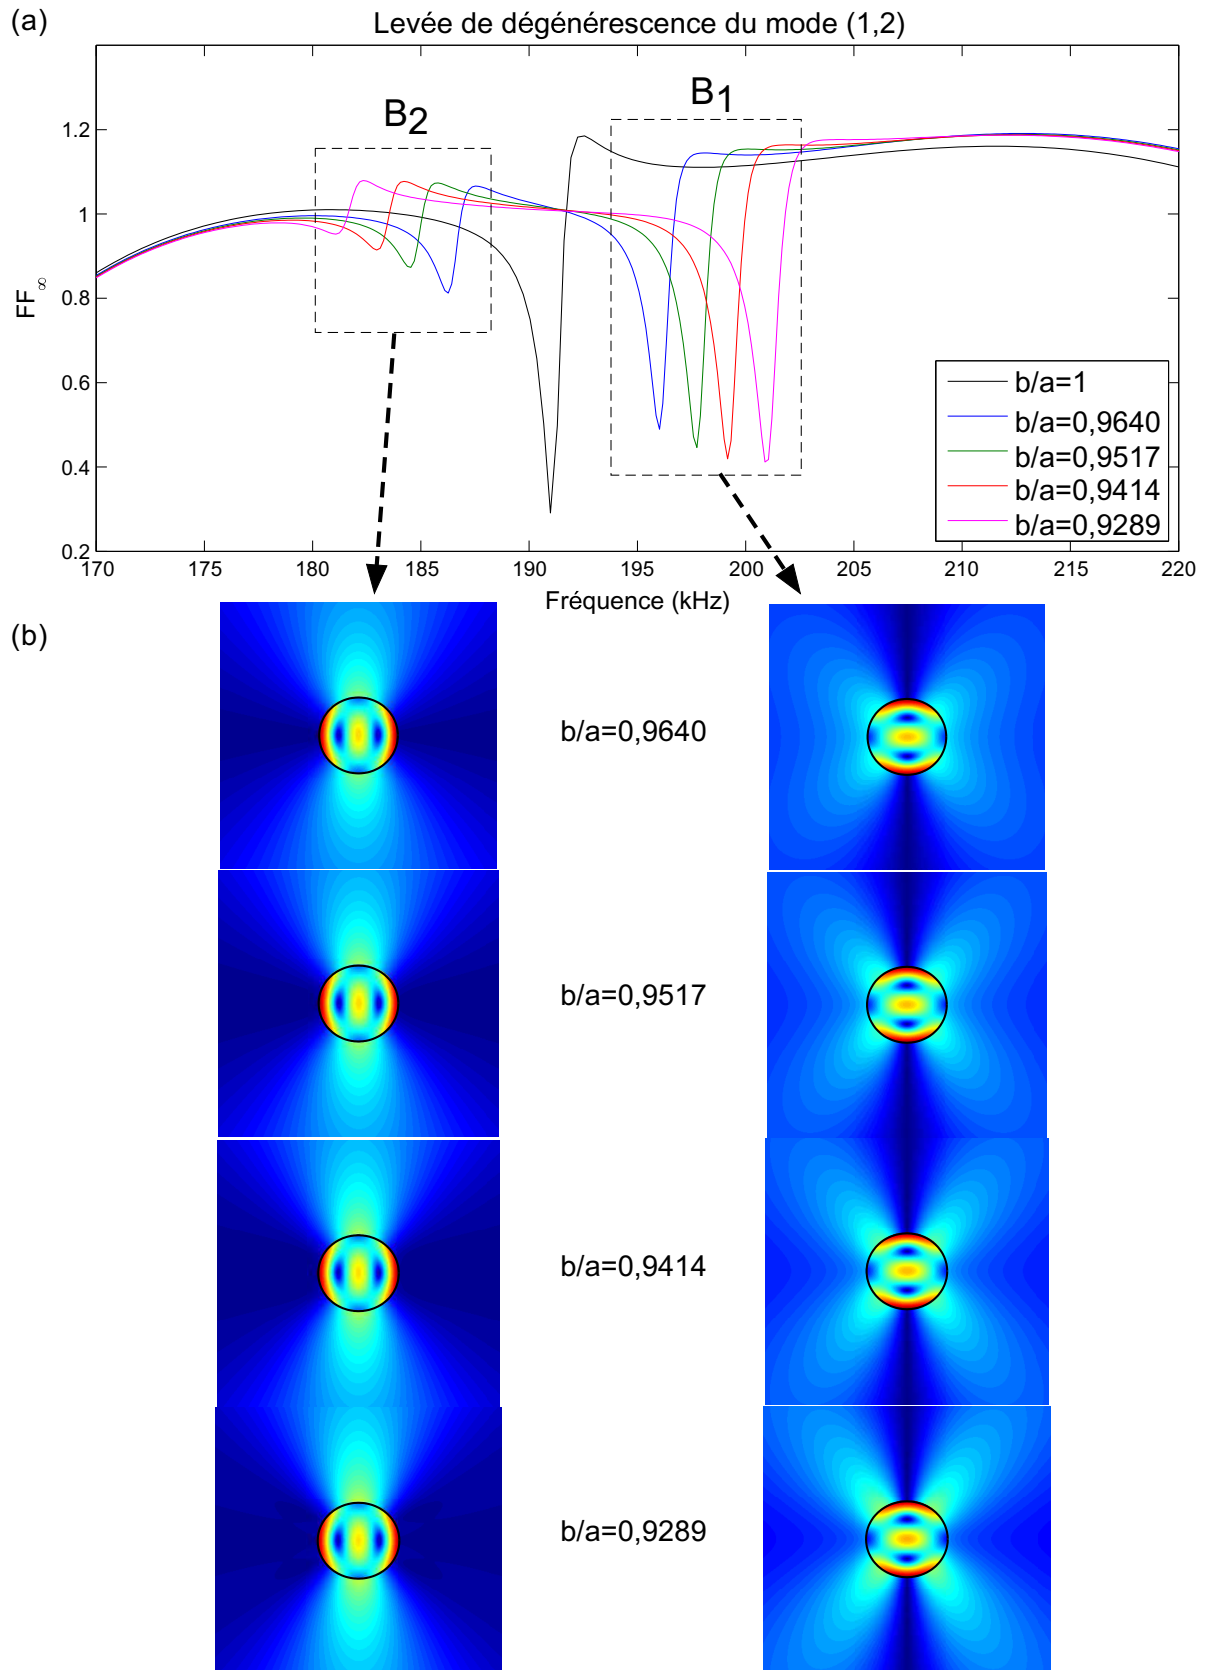 (a)
Levée de dégénérescence du mode (1,2)
B2
B1
1.2
1
0.8
0.6
0.4
0.2
FF∞
170 175 180 185 190 195 200 205 210 215 220
Fréquence (kHz)
b/a=1
b/a=0,9640
b/a=0,9517
b/a=0,9414
b/a=0,9289
(b)
b/a=0,9640
b/a=0,9517
b/a=0,9414
b/a=0,9289